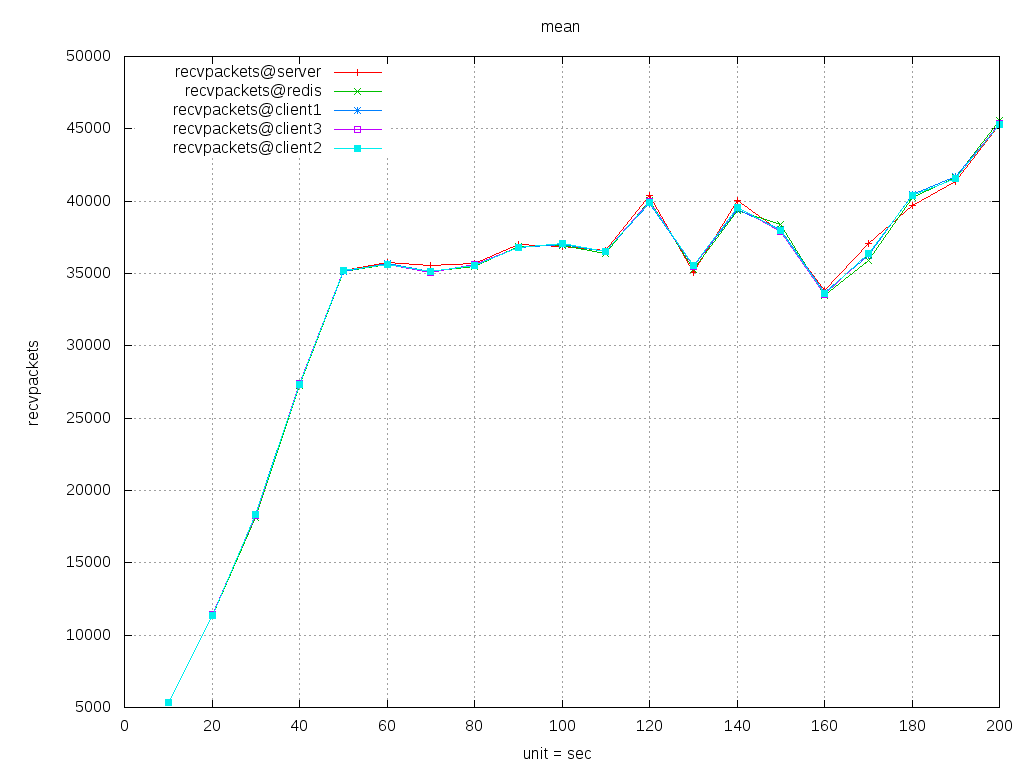 mean
50000
45000
40000
35000
30000
25000
20000
15000
10000
5000
recvpackets
recvpackets@server
recvpackets@redis
recvpackets@client1
recvpackets@client3
recvpackets@client2
0 20 40 60 80 100 120 140 160 180 200
unit = sec